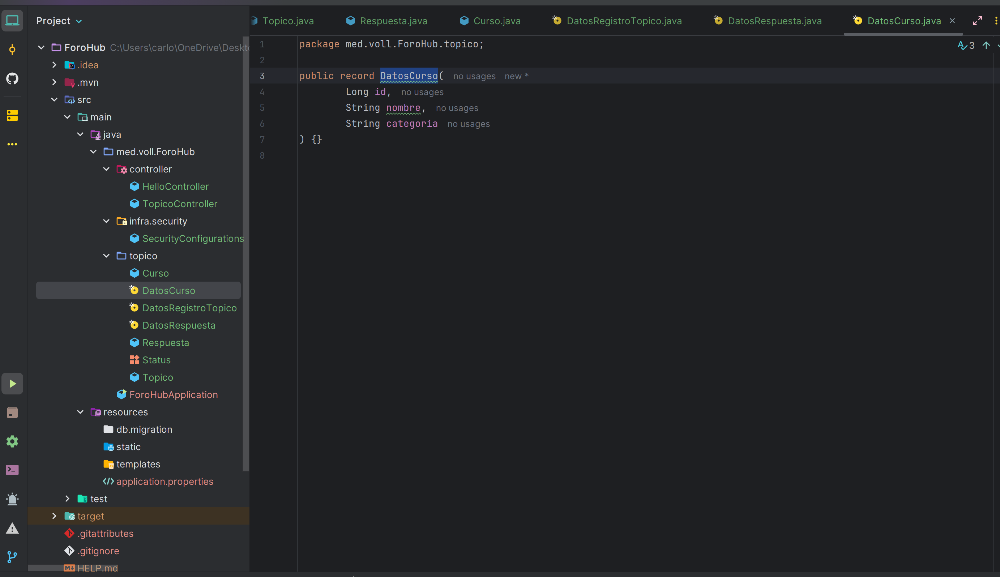 Project
ForoHub C:\Users\carlo\OneDrive\Deskt
.idea
.mvn
src
main
java
med.voll.ForoHub
controller
HelloController
TopicoController
infra.security
SecurityConfigurations
topico
Curso
DatosCurso
DatosRegistroTopico
DatosRespuesta
Respuesta
Status
Topico
ForoHubApplication
resources
db.migration
static
templates
application.properties
test
target
.gitattributes
.gitignore
HELP.md
Topico.java Respuesta.java Curso.java DatosRegistroTopico.java DatosRespuesta.java DatosCurso.java
3
1 package med.voll.ForoHub.topico;
2
3 public record DatosCurso( no usages new *
4 Long id, no usages
5 String nombre, no usages
6 String categoria no usages
7 ) {}
8